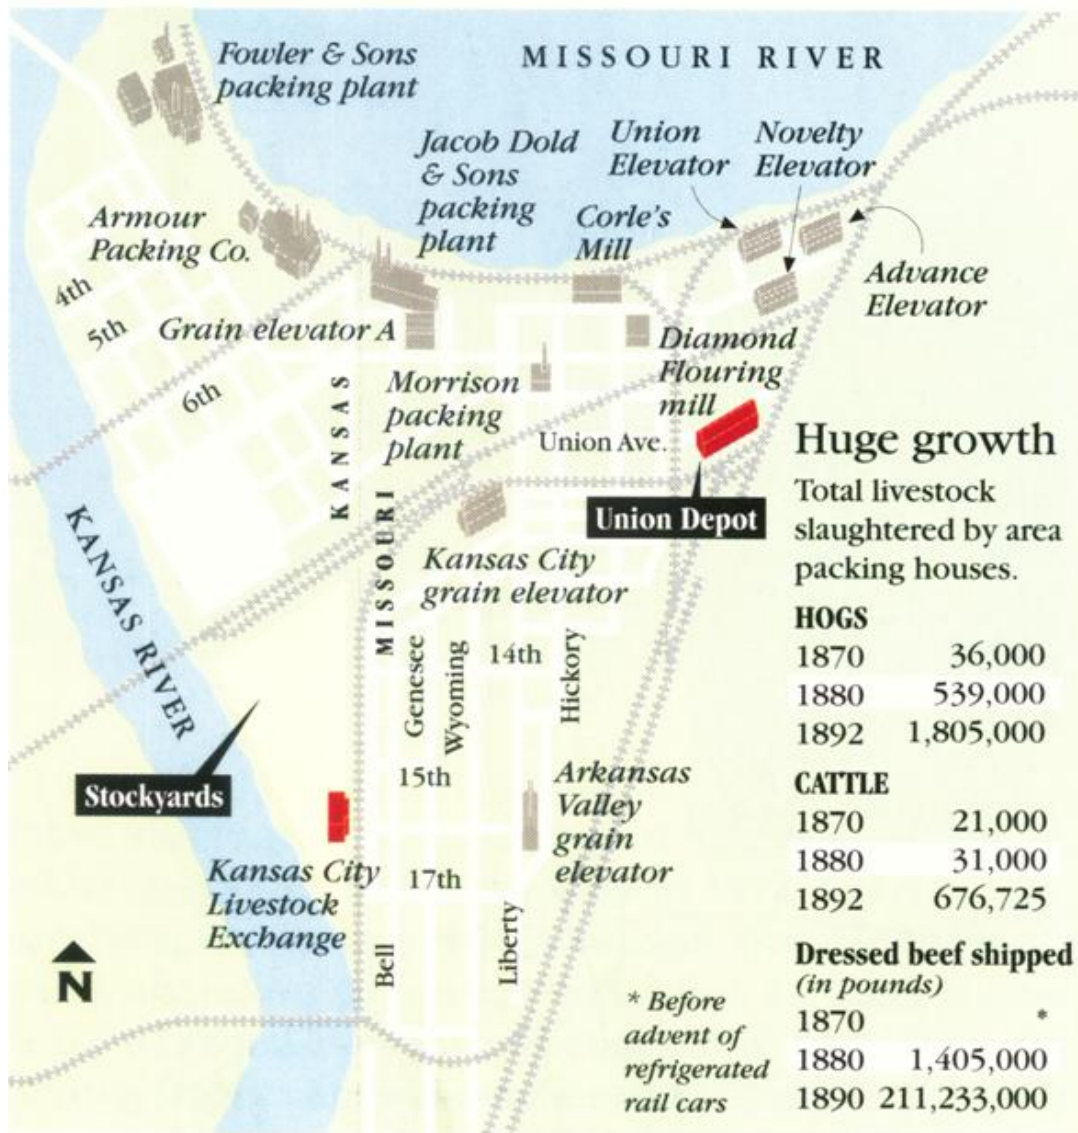 Fowler & Sons
packing plant
MISSOURI RIVER
Jacob Dold
& Sons
packing
plant
Union
Elevator
Novelty
Elevator
Corle's
Mill
Armour
Packing Co.
Advance
Elevator
4th
5th
6th
Grain elevator A
Diamond
Flouring
mill
KANSAS
MISSOURI
Morrison
packing
plant
Union Ave.
Union Depot
KANSAS RIVER
Kansas City
grain elevator
Genesee
Wyoming
14th
Hickory
15th
Stockyards
Arkansas
Valley
grain
elevator
Kansas City
Livestock
Exchange
17th
Bell
Liberty
N
Huge growth
Total livestock
slaughtered by area
packing houses.
HOGS
1870 36,000
1880 539,000
1892 1,805,000
CATTLE
1870 21,000
1880 31,000
1892 676,725
Dressed beef shipped
(in pounds)
1870 *
1880 1,405,000
1890 211,233,000
* Before
advent of
refrigerated
rail cars